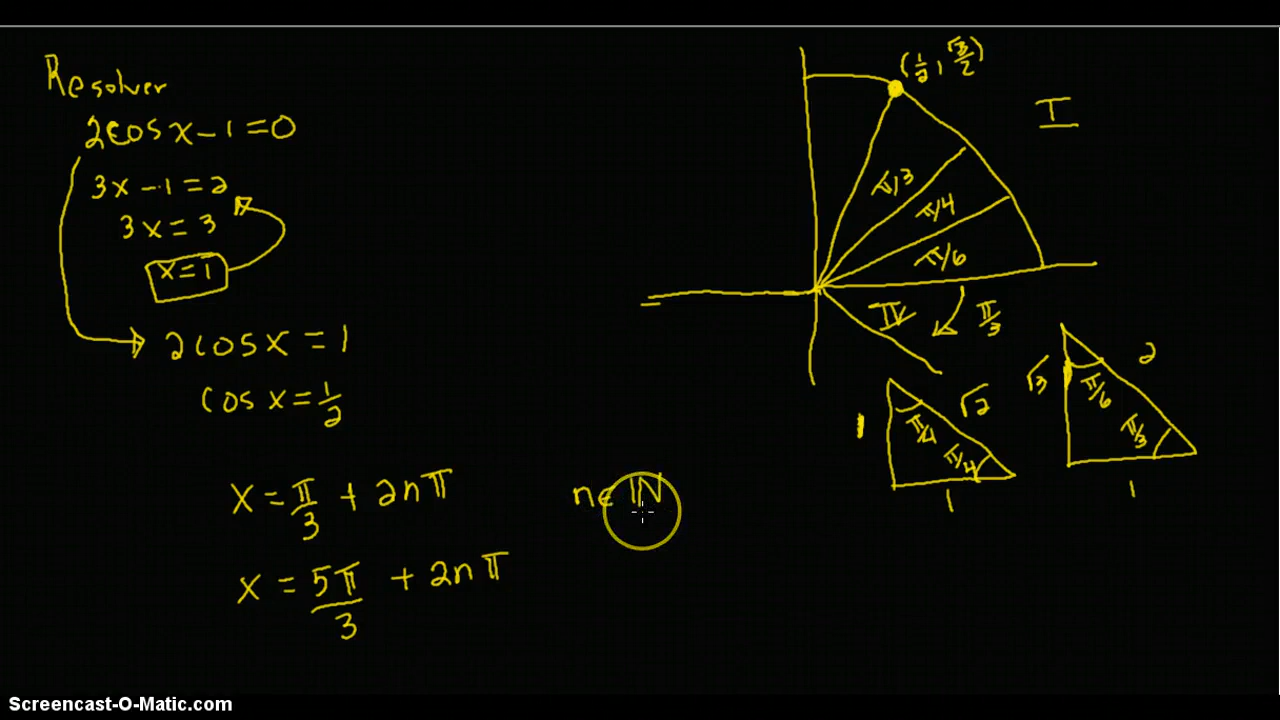 Resolver
2cos x - 1 = 0
3x - 1 = 2
3x = 3
x = 1
2cos x = 1
cos x = 1/2
x = π/3 + 2nπ
n ∈ IN
x = 5π/3 + 2nπ
(1/2, √3/2)
I
π/3
π/4
π/6
IV
π/3
1
√2
π/4
π/4
1
√3
2
π/6
π/3
1
Screencast-O-Matic.com